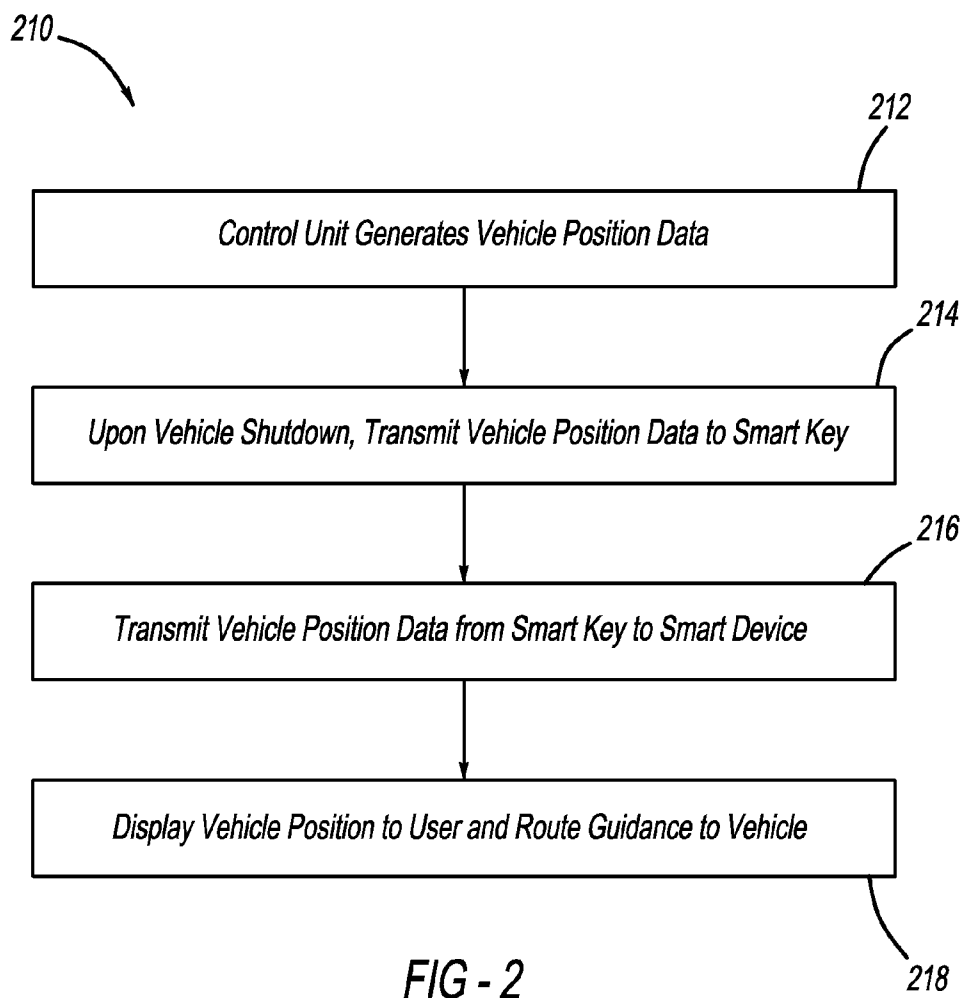 210
212
Control Unit Generates Vehicle Position Data
214
Upon Vehicle Shutdown, Transmit Vehicle Position Data to Smart Key
216
Transmit Vehicle Position Data from Smart Key to Smart Device
Display Vehicle Position to User and Route Guidance to Vehicle
218
FIG - 2